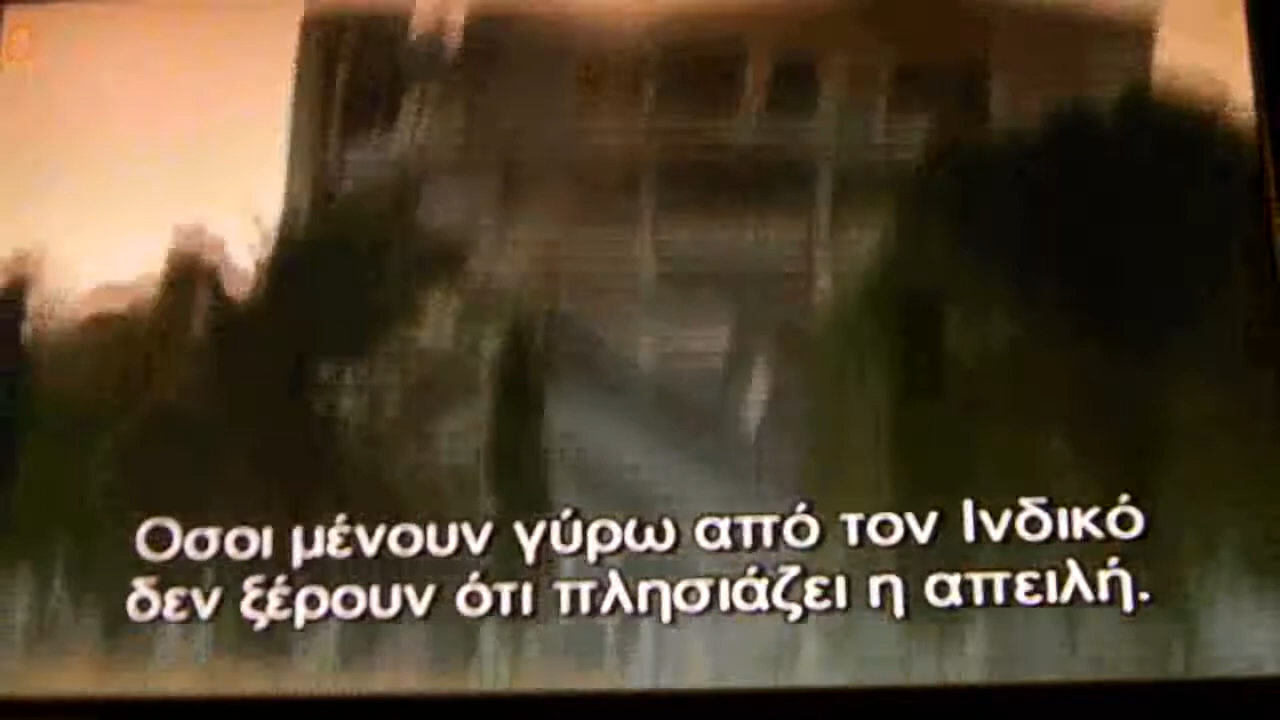 Οσοι μένουν γύρω από τον Ινδικό
δεν ξέρουν ότι πλησιάζει η απειλή.